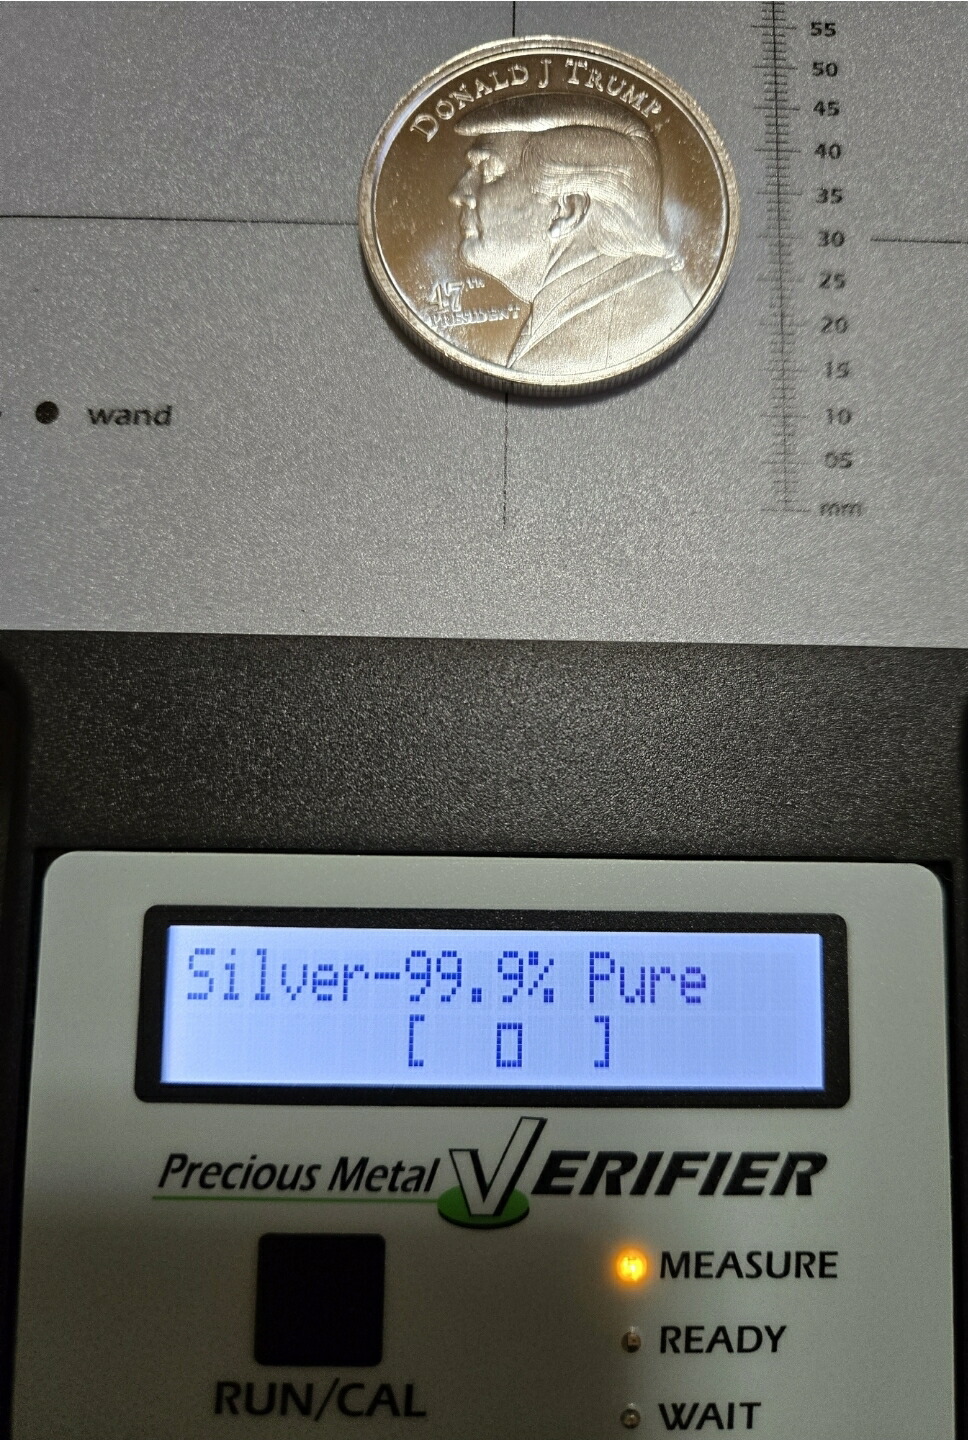 DONALD J TRUMP
47TH
PRESIDENT
55
50
45
40
35
30
25
20
15
10
05
mm
wand
Silver-99.9% Pure
[ 0 ]
Precious Metal VERIFIER
MEASURE
READY
RUN/CAL
WAIT